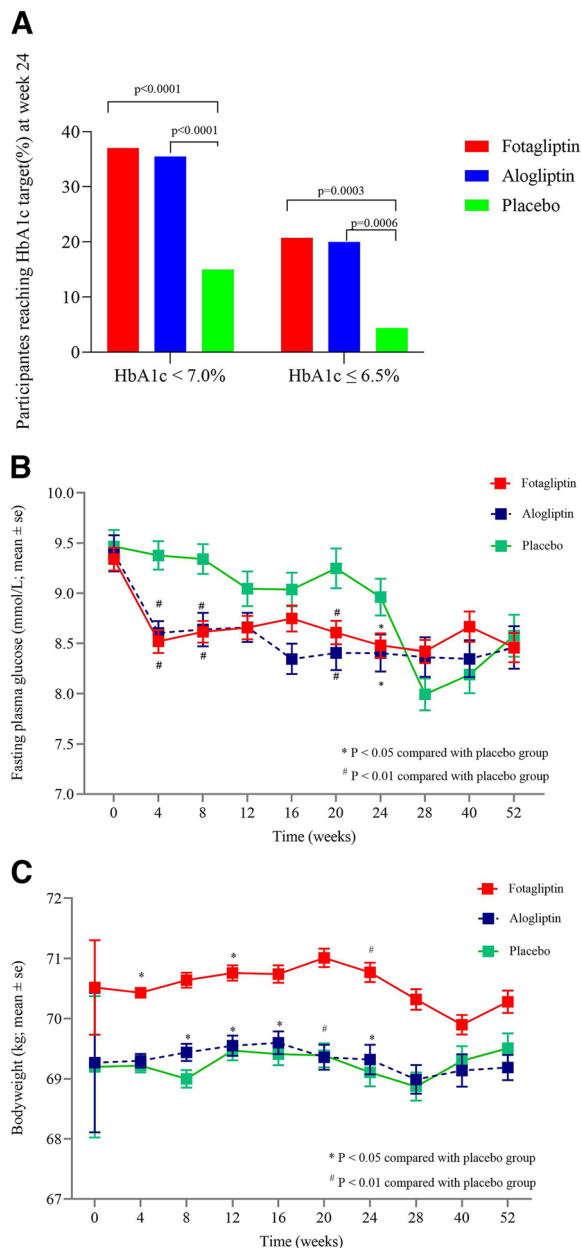 A
Participantes reaching HbA1c target(%) at week 24
p<0.0001
p<0.0001
p=0.0003
p=0.0006
40
30
20
10
0
HbA1c < 7.0%
HbA1c ≤ 6.5%
Fotagliptin
Alogliptin
Placebo
B
Fasting plasma glucose (mmol/L; mean ± se)
10.0
9.5
9.0
8.5
8.0
7.5
7.0
Fotagliptin
Alogliptin
Placebo
# # # *
# # # *
* P < 0.05 compared with placebo group
# P < 0.01 compared with placebo group
0 4 8 12 16 20 24 28 40 52
Time (weeks)
C
Bodyweight (kg; mean ± se)
72
71
70
69
68
67
Fotagliptin
Alogliptin
Placebo
* * #
* * * # *
* P < 0.05 compared with placebo group
# P < 0.01 compared with placebo group
0 4 8 12 16 20 24 28 40 52
Time (weeks)